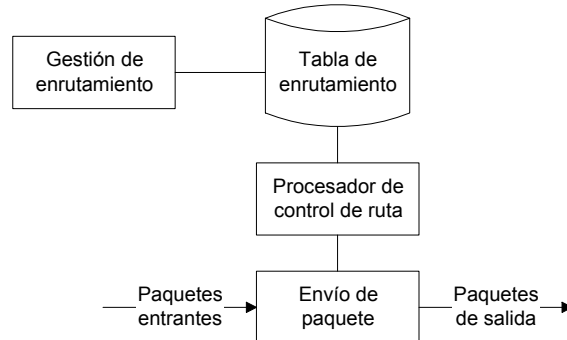 Gestión de
enrutamiento
Tabla de
enrutamiento
Procesador de
control de ruta
Paquetes
entrantes
Envío de
paquete
Paquetes
de salida